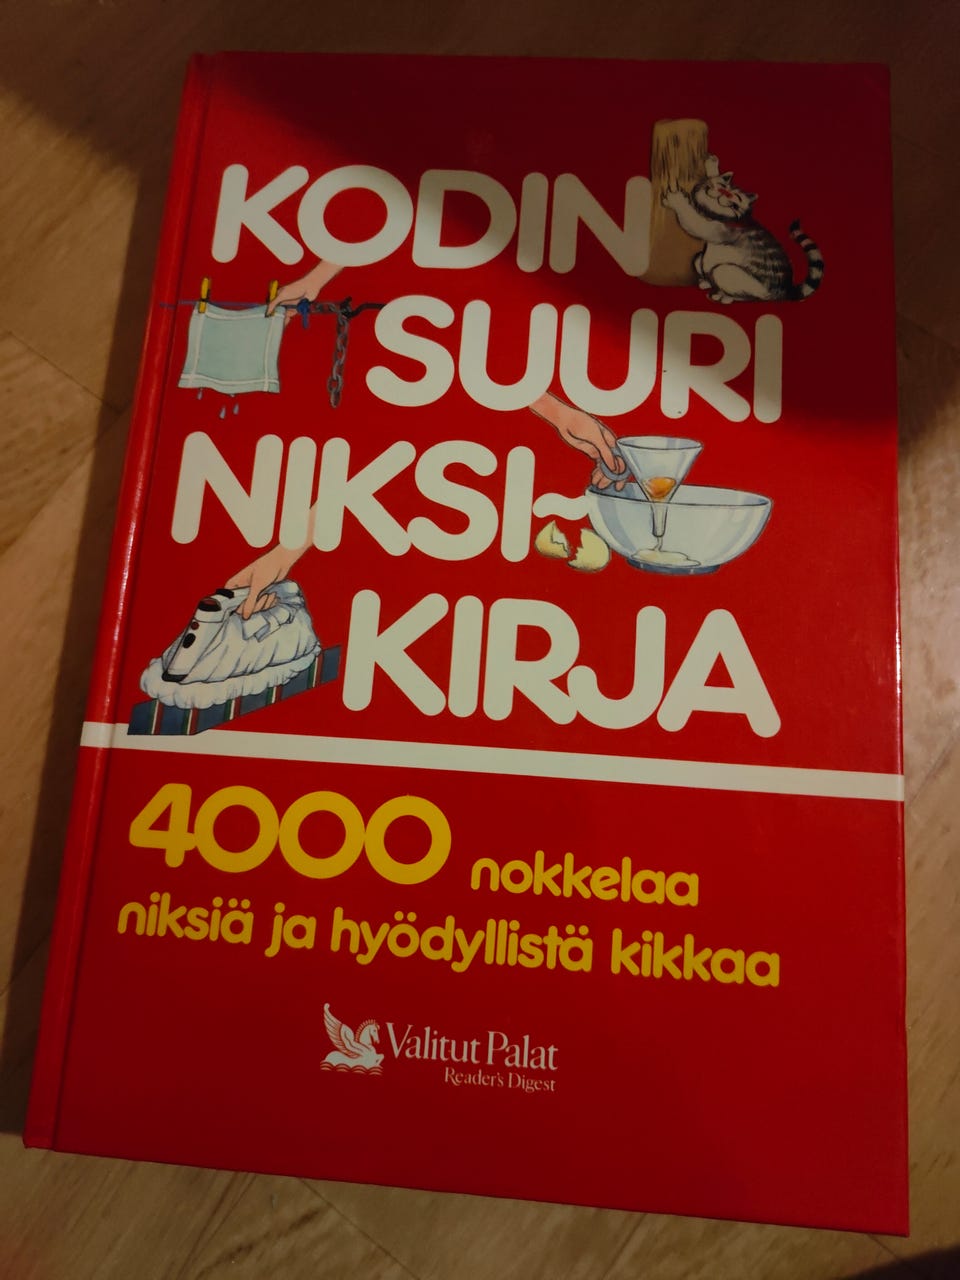 KODIN
SUURI
NIKSI-
KIRJA
4000 nokkelaa
niksiä ja hyödyllistä kikkaa
Valitut Palat
Reader's Digest